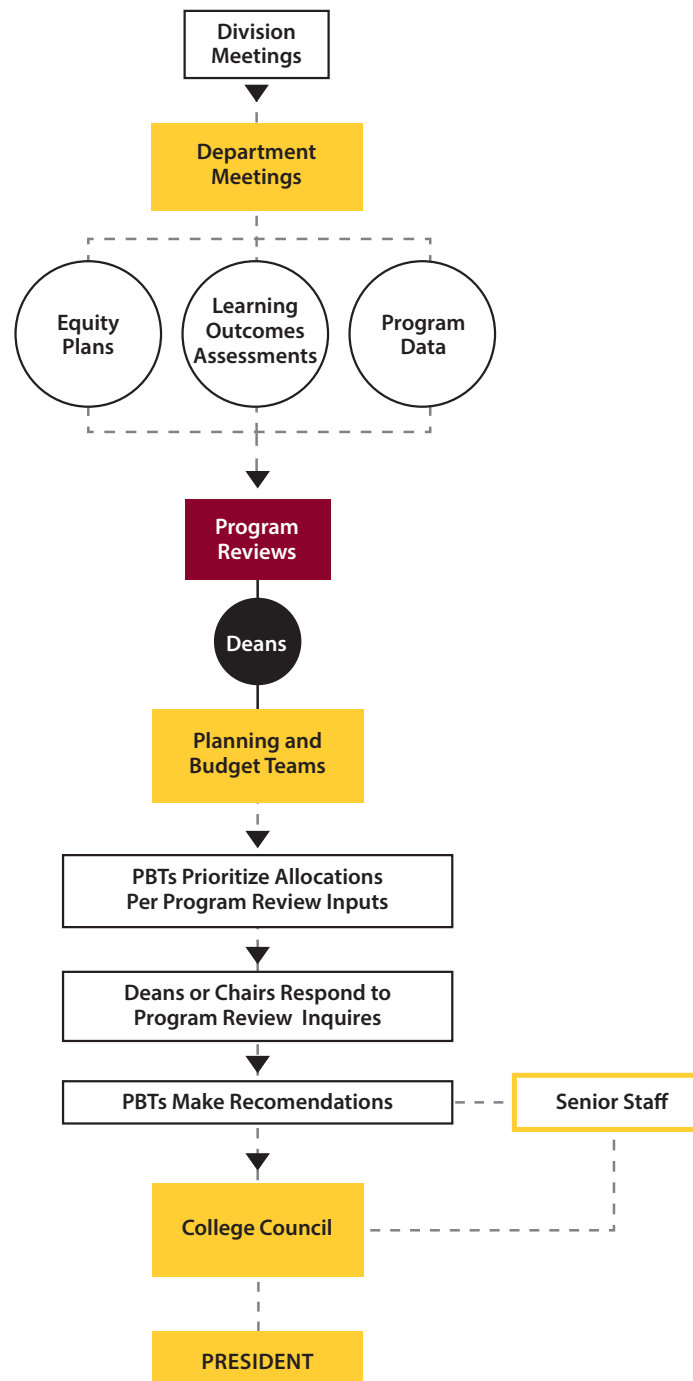 Division
Meetings
Department
Meetings
Equity
Plans
Learning
Outcomes
Assessments
Program
Data
Program
Reviews
Deans
Planning and
Budget Teams
PBTs Prioritize Allocations
Per Program Review Inputs
Deans or Chairs Respond to
Program Review  Inquires
PBTs Make Recomendations
Senior Staff
College Council
PRESIDENT